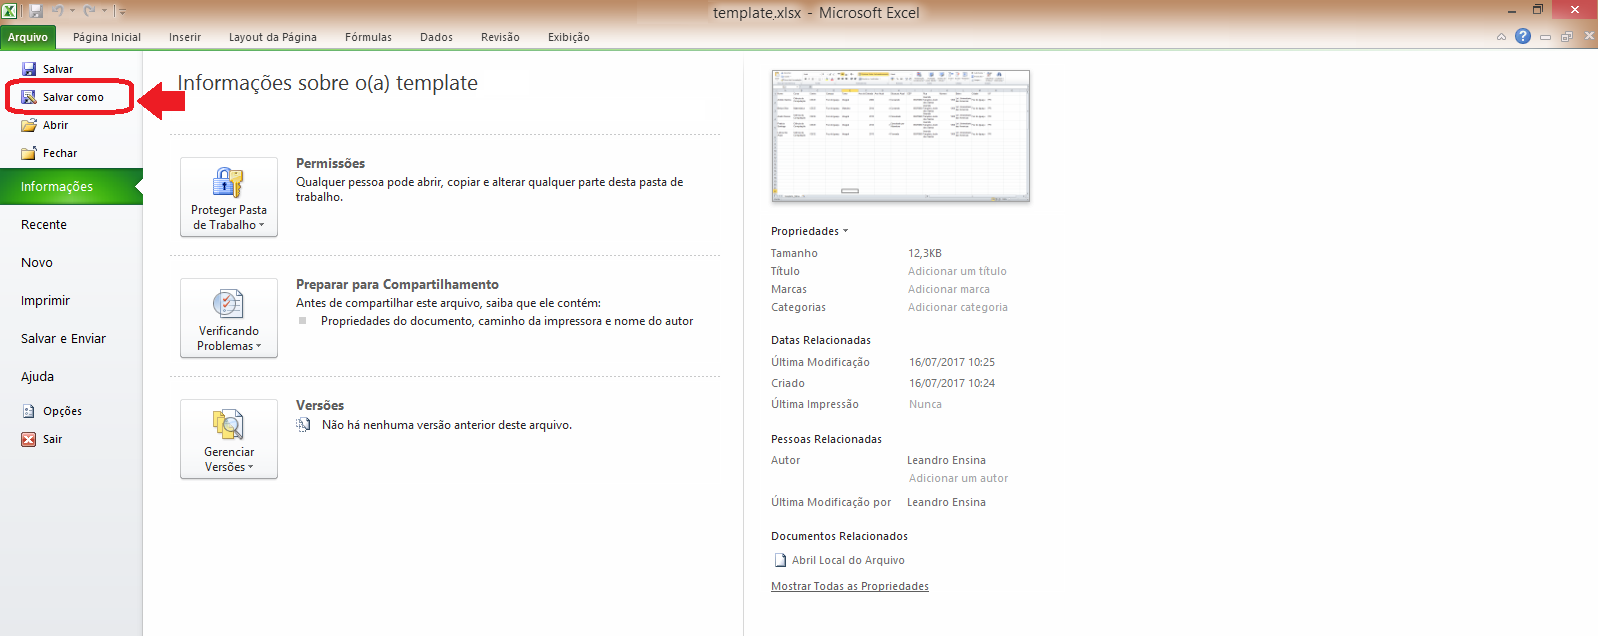 template.xlsx - Microsoft Excel
Arquivo Página Inicial Inserir Layout da Página Fórmulas Dados Revisão Exibição
Salvar
Salvar como
Abrir
Fechar
Informações
Recente
Novo
Imprimir
Salvar e Enviar
Ajuda
Opções
Sair
Informações sobre o(a) template
Proteger Pasta
de Trabalho
Permissões
Qualquer pessoa pode abrir, copiar e alterar qualquer parte desta pasta de
trabalho.
Verificando
Problemas
Preparar para Compartilhamento
Antes de compartilhar este arquivo, saiba que ele contém:
Propriedades do documento, caminho da impressora e nome do autor
Gerenciar
Versões
Versões
Não há nenhuma versão anterior deste arquivo.
Propriedades
Tamanho 12,3KB
Título Adicionar um título
Marcas Adicionar marca
Categorias Adicionar categoria
Datas Relacionadas
Última Modificação 16/07/2017 10:25
Criado 16/07/2017 10:24
Última Impressão Nunca
Pessoas Relacionadas
Autor Leandro Ensina
Adicionar um autor
Última Modificação por Leandro Ensina
Documentos Relacionados
Abril Local do Arquivo
Mostrar Todas as Propriedades